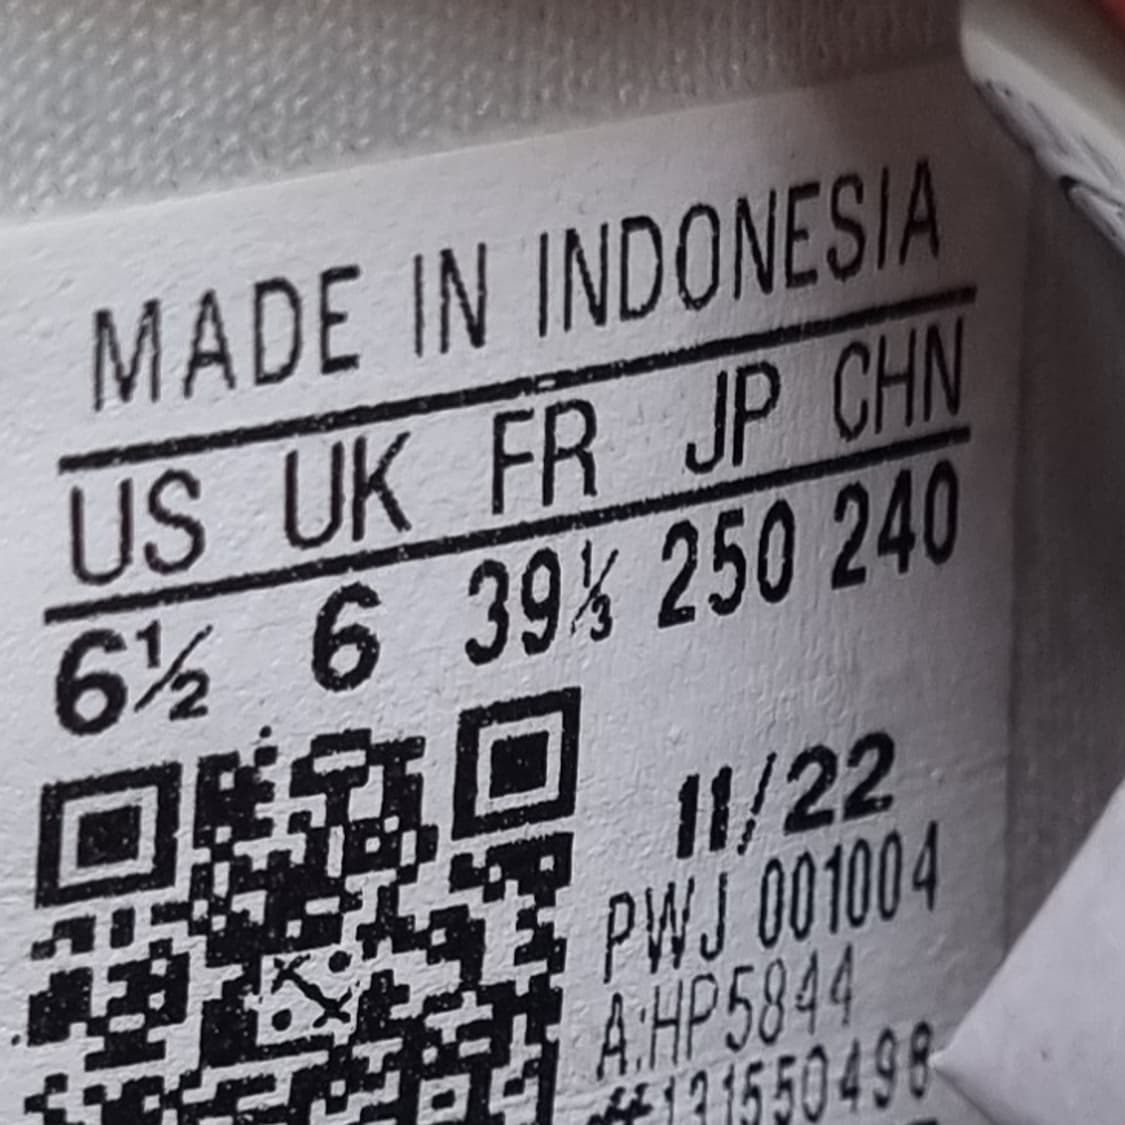 MADE IN INDONESIA
US UK FR JP CHN
6½ 6 39⅓ 250 240
11/22
PWJ 001004
A:HP5844
131550498